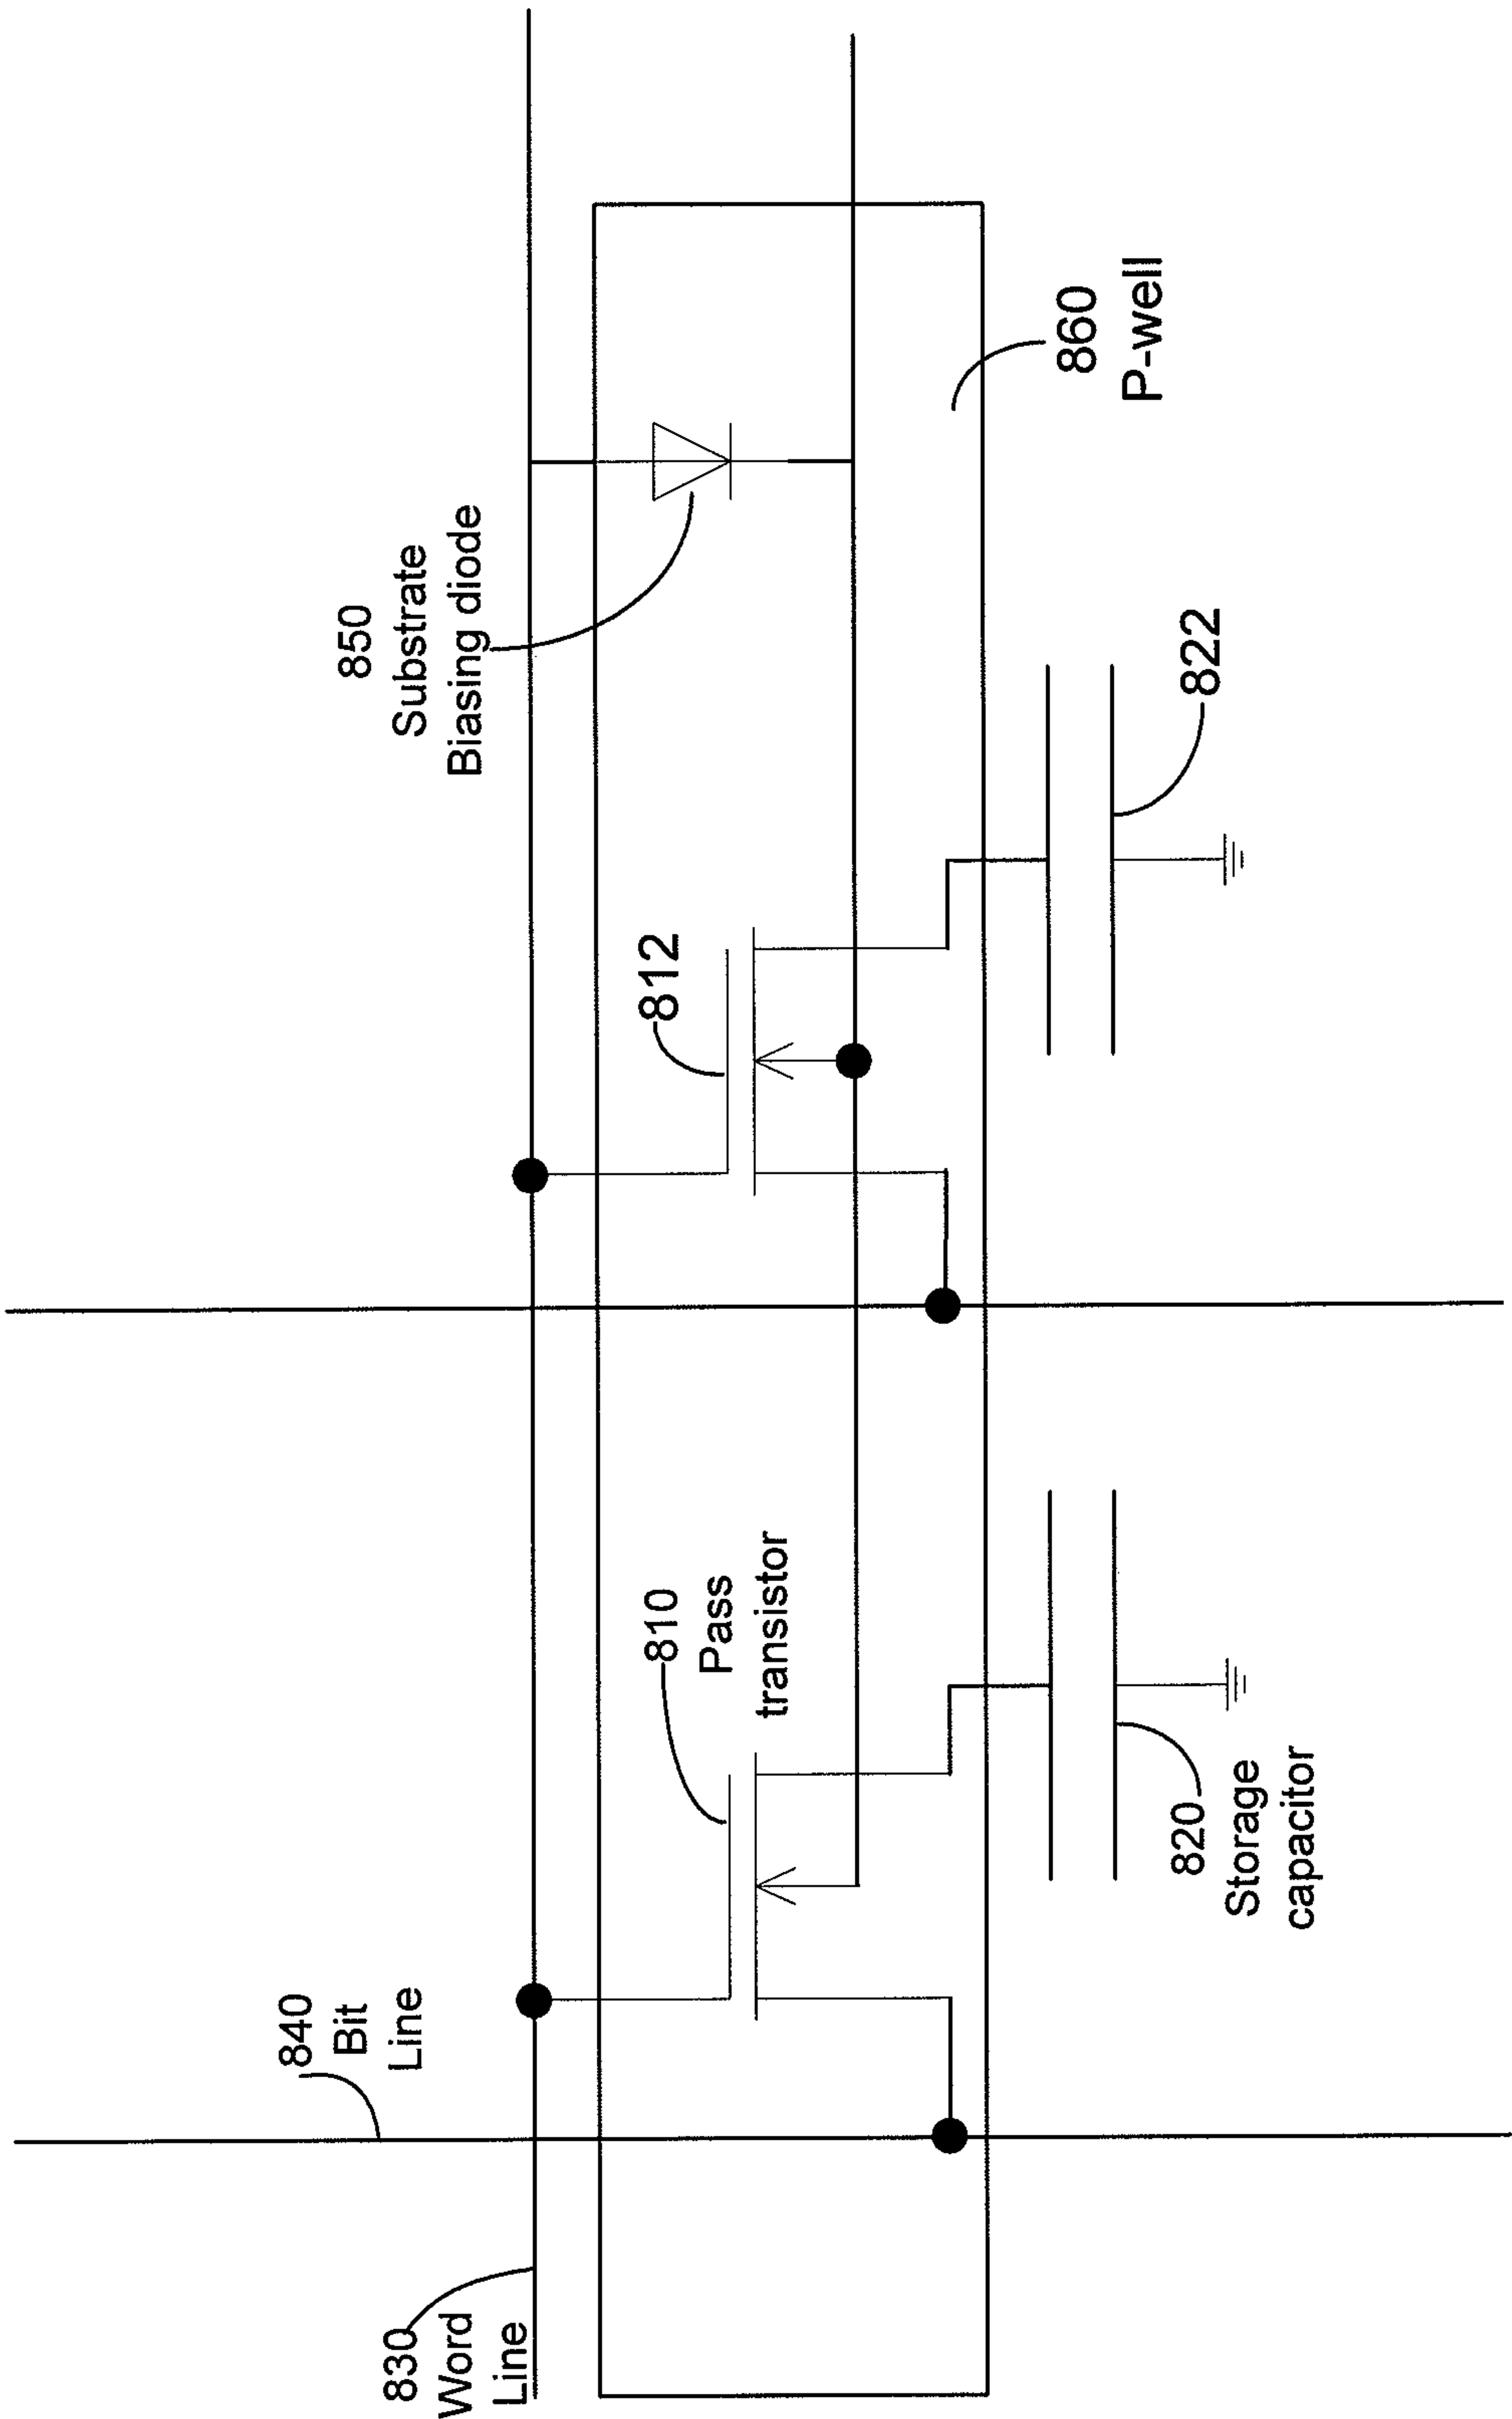 830
Word
Line
840
Bit
Line
810
Pass
transistor
820
Storage
capacitor
812
822
850
Substrate
Biasing diode
860
P-well